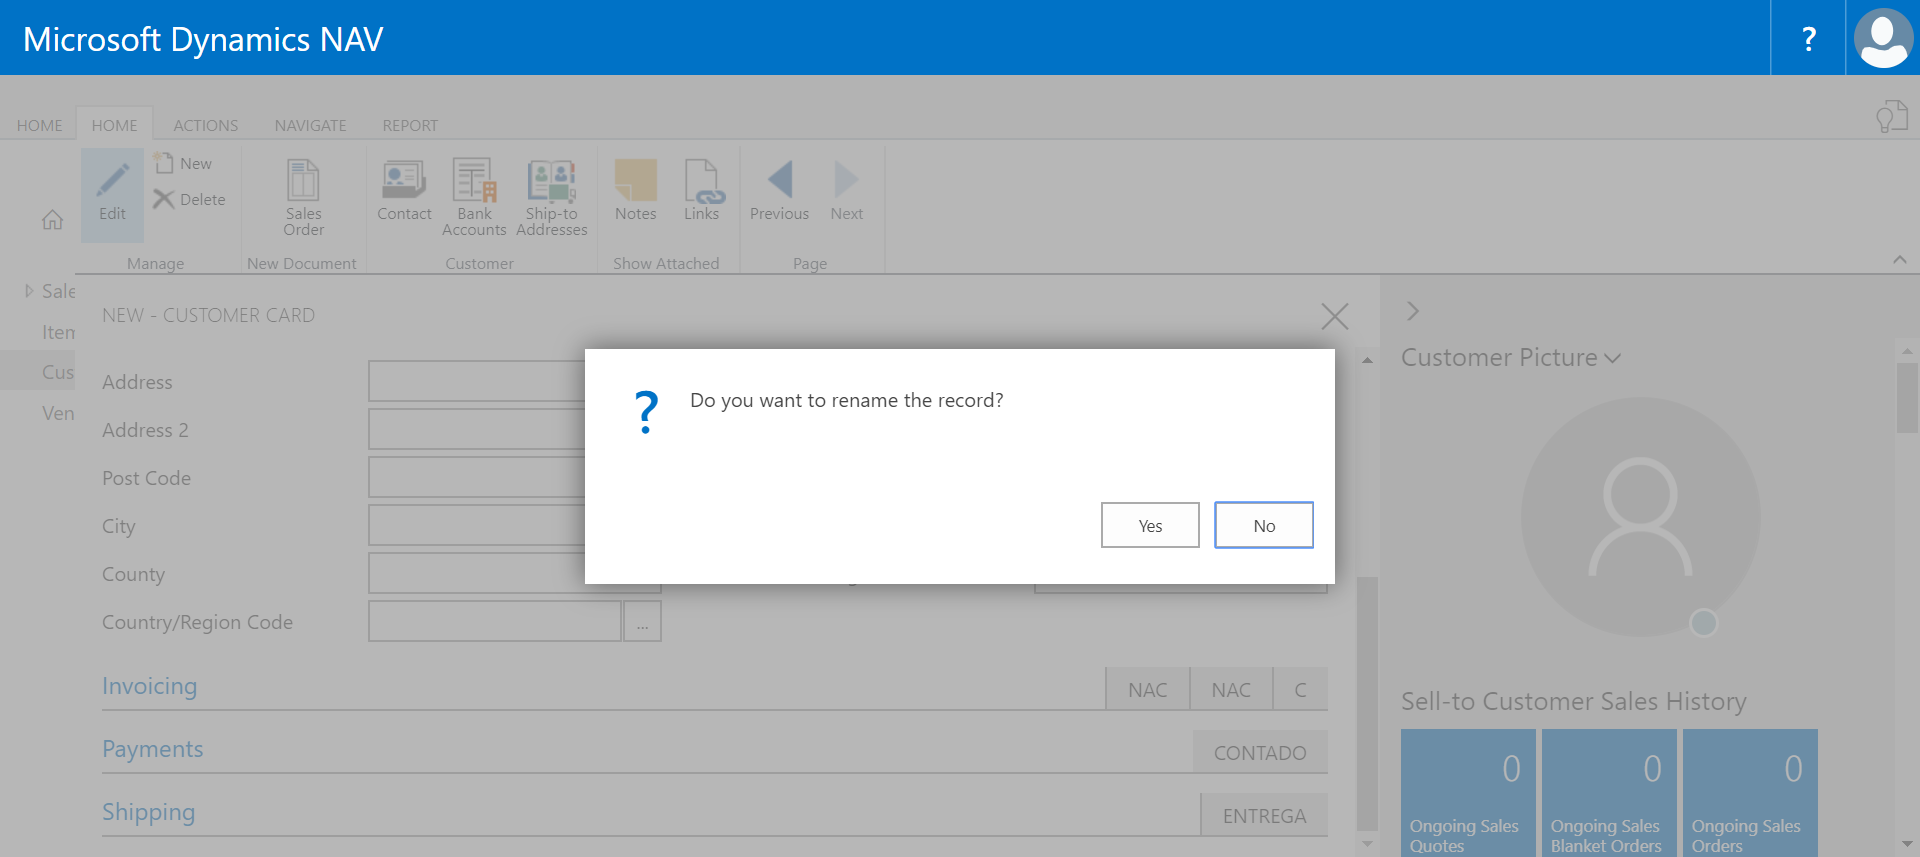 Microsoft Dynamics NAV
?
HOME
HOME
ACTIONS
NAVIGATE
REPORT
Edit
New
Delete
Manage
Sales
Order
New Document
Contact
Bank
Accounts
Ship-to
Addresses
Customer
Notes
Links
Show Attached
Previous
Next
Page
Sale
Item
Cus
Ven
NEW - CUSTOMER CARD
Address
Address 2
Post Code
City
County
Country/Region Code
...
?
Do you want to rename the record?
Yes
No
Invoicing
NAC
NAC
C
Payments
CONTADO
Shipping
ENTREGA
Customer Picture
Sell-to Customer Sales History
0
Ongoing Sales
Quotes
0
Ongoing Sales
Blanket Orders
0
Ongoing Sales
Orders